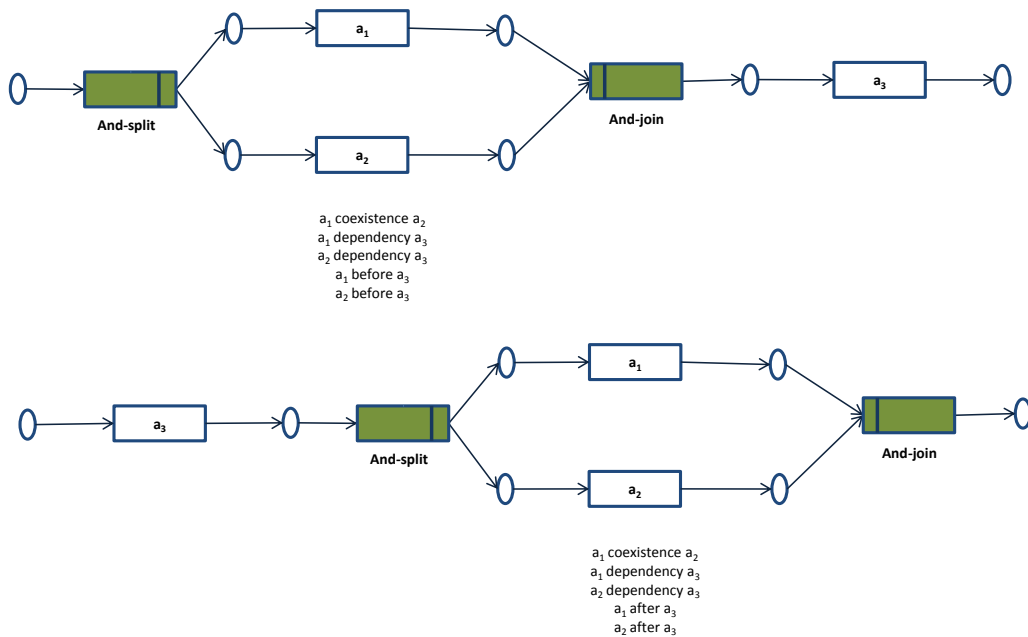 a₁
And-split
And-join
a₃
a₂
a₁ coexistence a₂
a₁ dependency a₃
a₂ dependency a₃
a₁ before a₃
a₂ before a₃
a₁
a₃
And-split
And-join
a₂
a₁ coexistence a₂
a₁ dependency a₃
a₂ dependency a₃
a₁ after a₃
a₂ after a₃